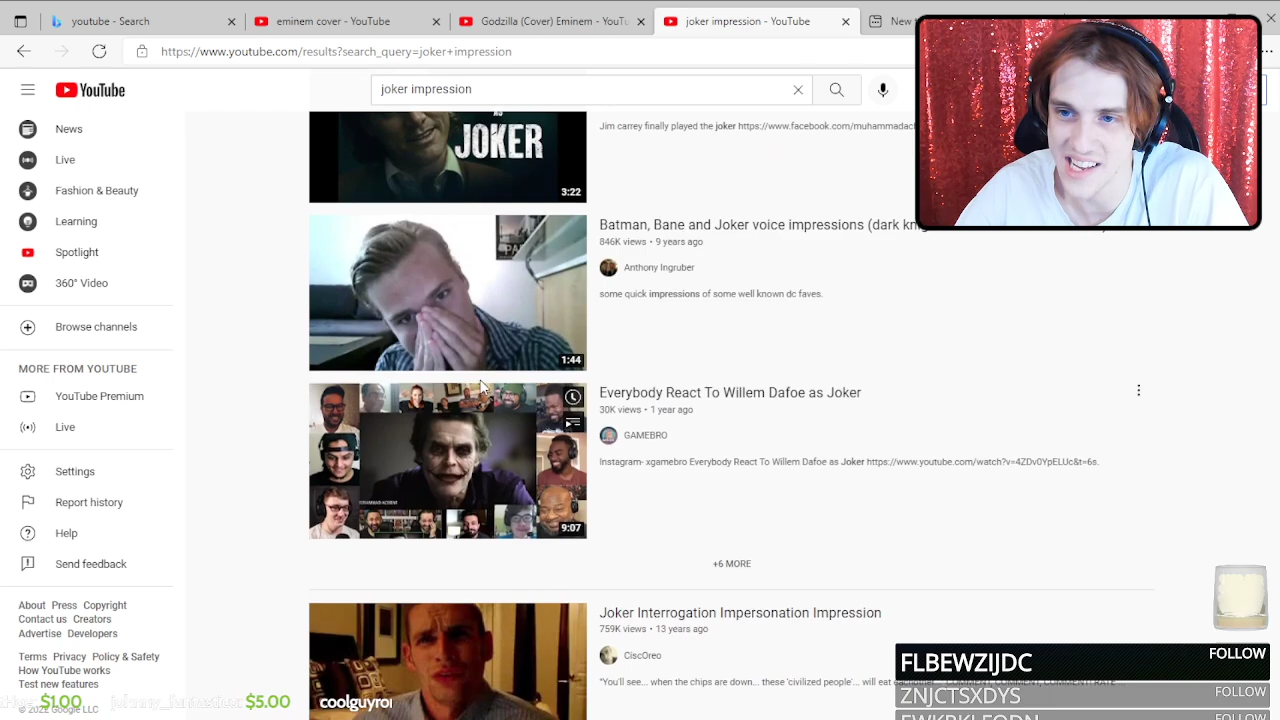 youtube - Search
eminem cover - YouTube
Godzilla (Cover) Eminem - YouTu
joker impression - YouTube
New t
https://www.youtube.com/results?search_query=joker+impression
YouTube
joker impression
News
Live
Fashion & Beauty
Learning
Spotlight
360° Video
Browse channels
MORE FROM YOUTUBE
YouTube Premium
Live
Settings
Report history
Help
Send feedback
About Press Copyright
Contact us Creators
Advertise Developers
Terms Privacy Policy & Safety
How YouTube works
Test new features
© 2022 Google LLC
$1.00
$5.00
JOKER
3:22
Jim carrey finally played the joker https://www.facebook.com/muhammadach
Batman, Bane and Joker voice impressions (dark
846K views • 9 years ago
Anthony Ingruber
some quick impressions of some well known dc faves.
1:44
Everybody React To Willem Dafoe as Joker
30K views • 1 year ago
GAMEBRO
Instagram- xgamebro Everybody React To Willem Dafoe as Joker https://www.youtube.com/watch?v=4ZDv0YpELUc&t=6s.
9:07
+6 MORE
Joker Interrogation Impersonation Impression
759K views • 13 years ago
CiscOreo
"You'll see... when the chips are down... these 'civilized people'... will eat
coolguyroi
FLBEWZIJDC FOLLOW
ZNJCTSXDYS FOLLOW